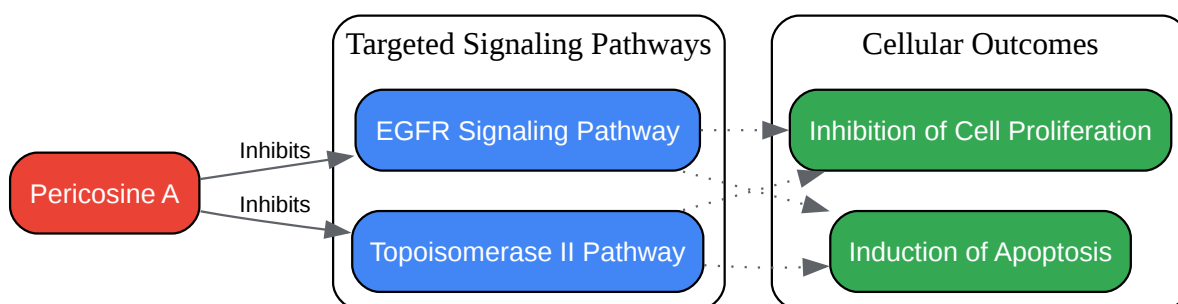 Targeted Signaling Pathways
Cellular Outcomes
EGFR Signaling Pathway
Inhibition of Cell Proliferation
Inhibits
Pericosine A
Inhibits
Topoisomerase II Pathway
Induction of Apoptosis